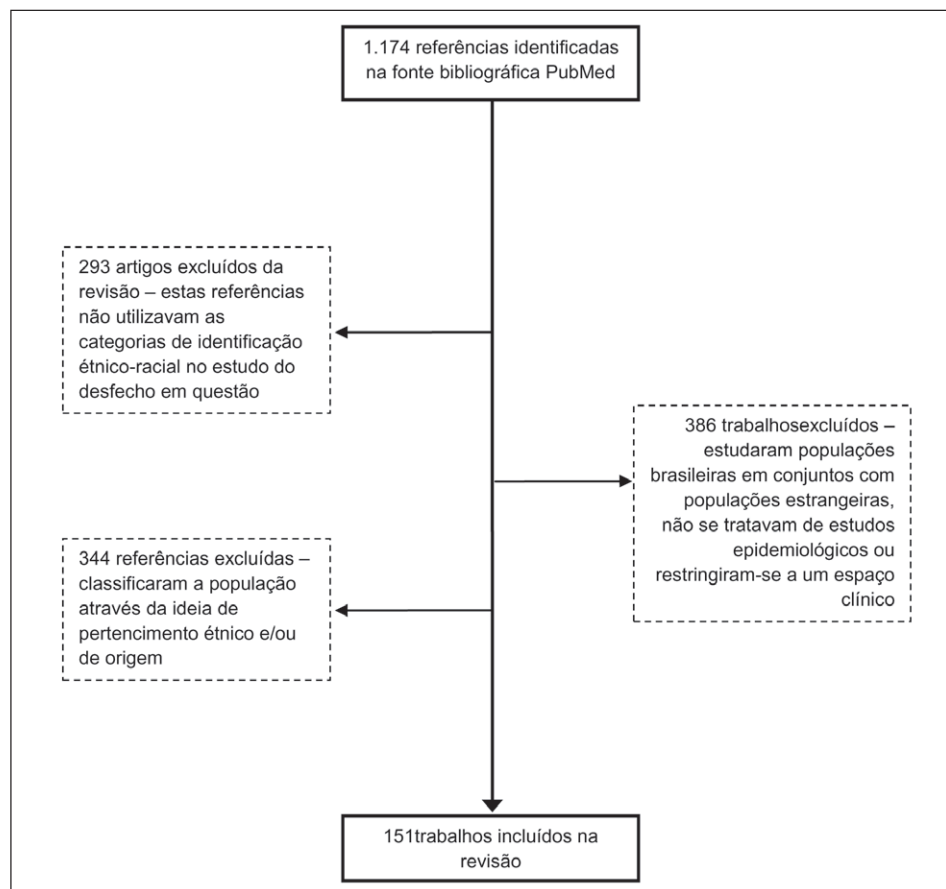 1.174 referências identificadas
na fonte bibliográfica PubMed
293 artigos excluídos da
revisão – estas referências
não utilizavam as
categorias de identificação
étnico-racial no estudo do
desfecho em questão
386 trabalhosexcluídos –
estudaram populações
brasileiras em conjuntos com
populações estrangeiras,
não se tratavam de estudos
epidemiológicos ou
restringiram-se a um espaço
clínico
344 referências excluídas –
classificaram a população
através da ideia de
pertencimento étnico e/ou
de origem
151trabalhos incluídos na
revisão